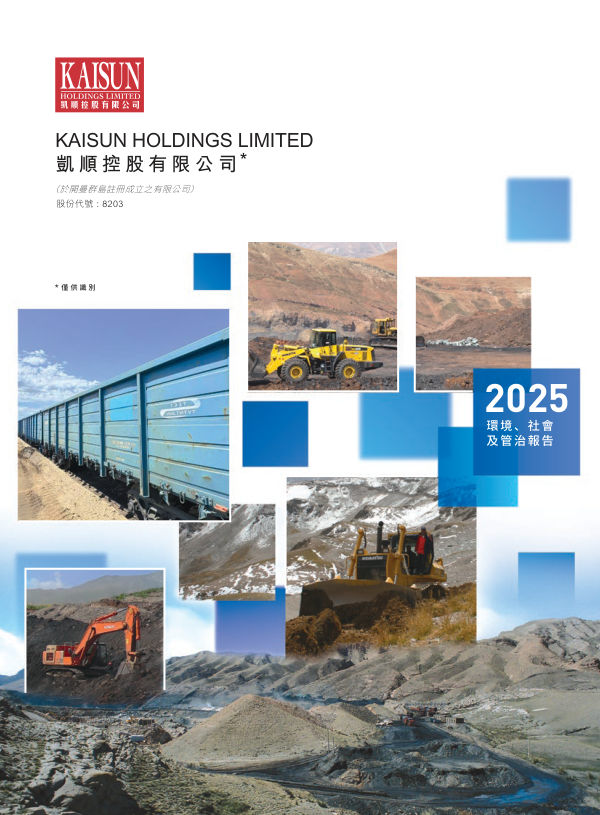 KAISUN
HOLDINGS LIMITED
凱順控股有限公司
KAISUN HOLDINGS LIMITED
凱順控股有限公司*
(於開曼群島註冊成立之有限公司)
股份代號：8203
* 僅供識別
2025
環境、社會
及管治報告